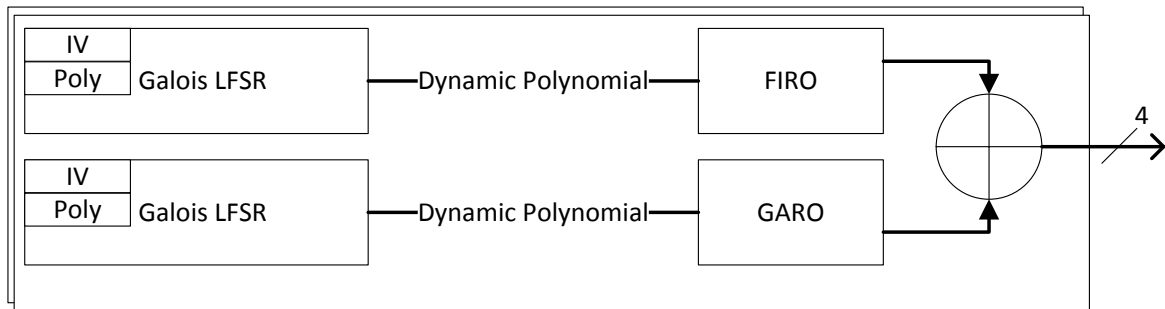 IV
Poly
Galois LFSR
Dynamic Polynomial
FIRO
4
IV
Poly
Galois LFSR
Dynamic Polynomial
GARO